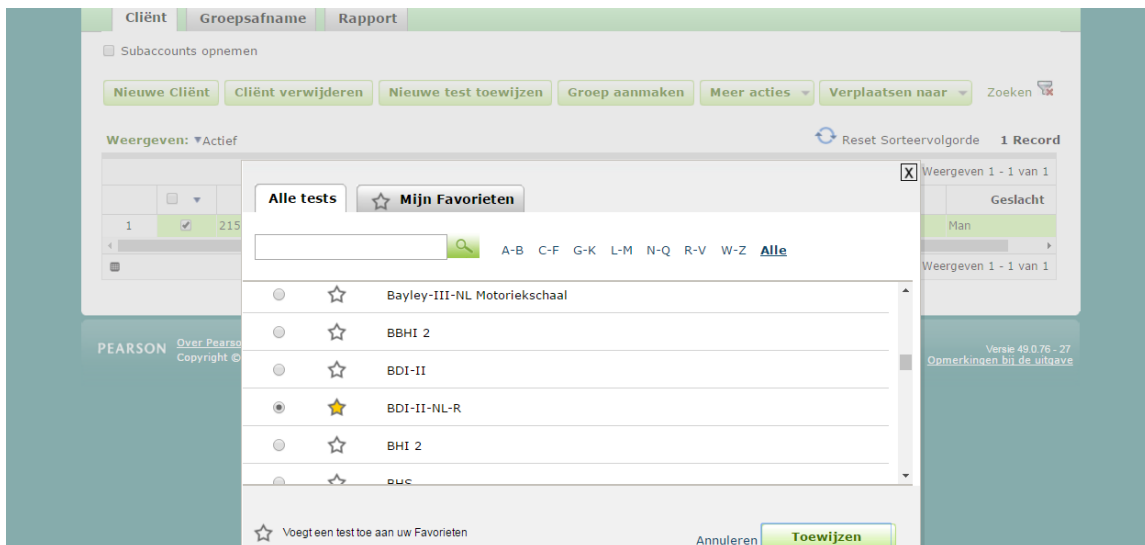 Cliënt Groepsafname Rapport
Subaccounts opnemen
Nieuwe Cliënt Cliënt verwijderen Nieuwe test toewijzen Groep aanmaken Meer acties Verplaatsen naar Zoeken
Weergeven: Actief Reset Sorteervolgorde 1 Record
X Weergeven 1 - 1 van 1
Alle tests Mijn Favorieten Geslacht
1 215 Man
A-B C-F G-K L-M N-Q R-V W-Z Alle
Weergeven 1 - 1 van 1
Bayley-III-NL Motoriekschaal
BBHI 2
PEARSON Over Pearso
Copyright ©
Versie 49.0.76 - 27
Opmerkingen bij de uitgave
BDI-II
BDI-II-NL-R
BHI 2
BHS
Voegt een test toe aan uw Favorieten
Annuleren Toewijzen